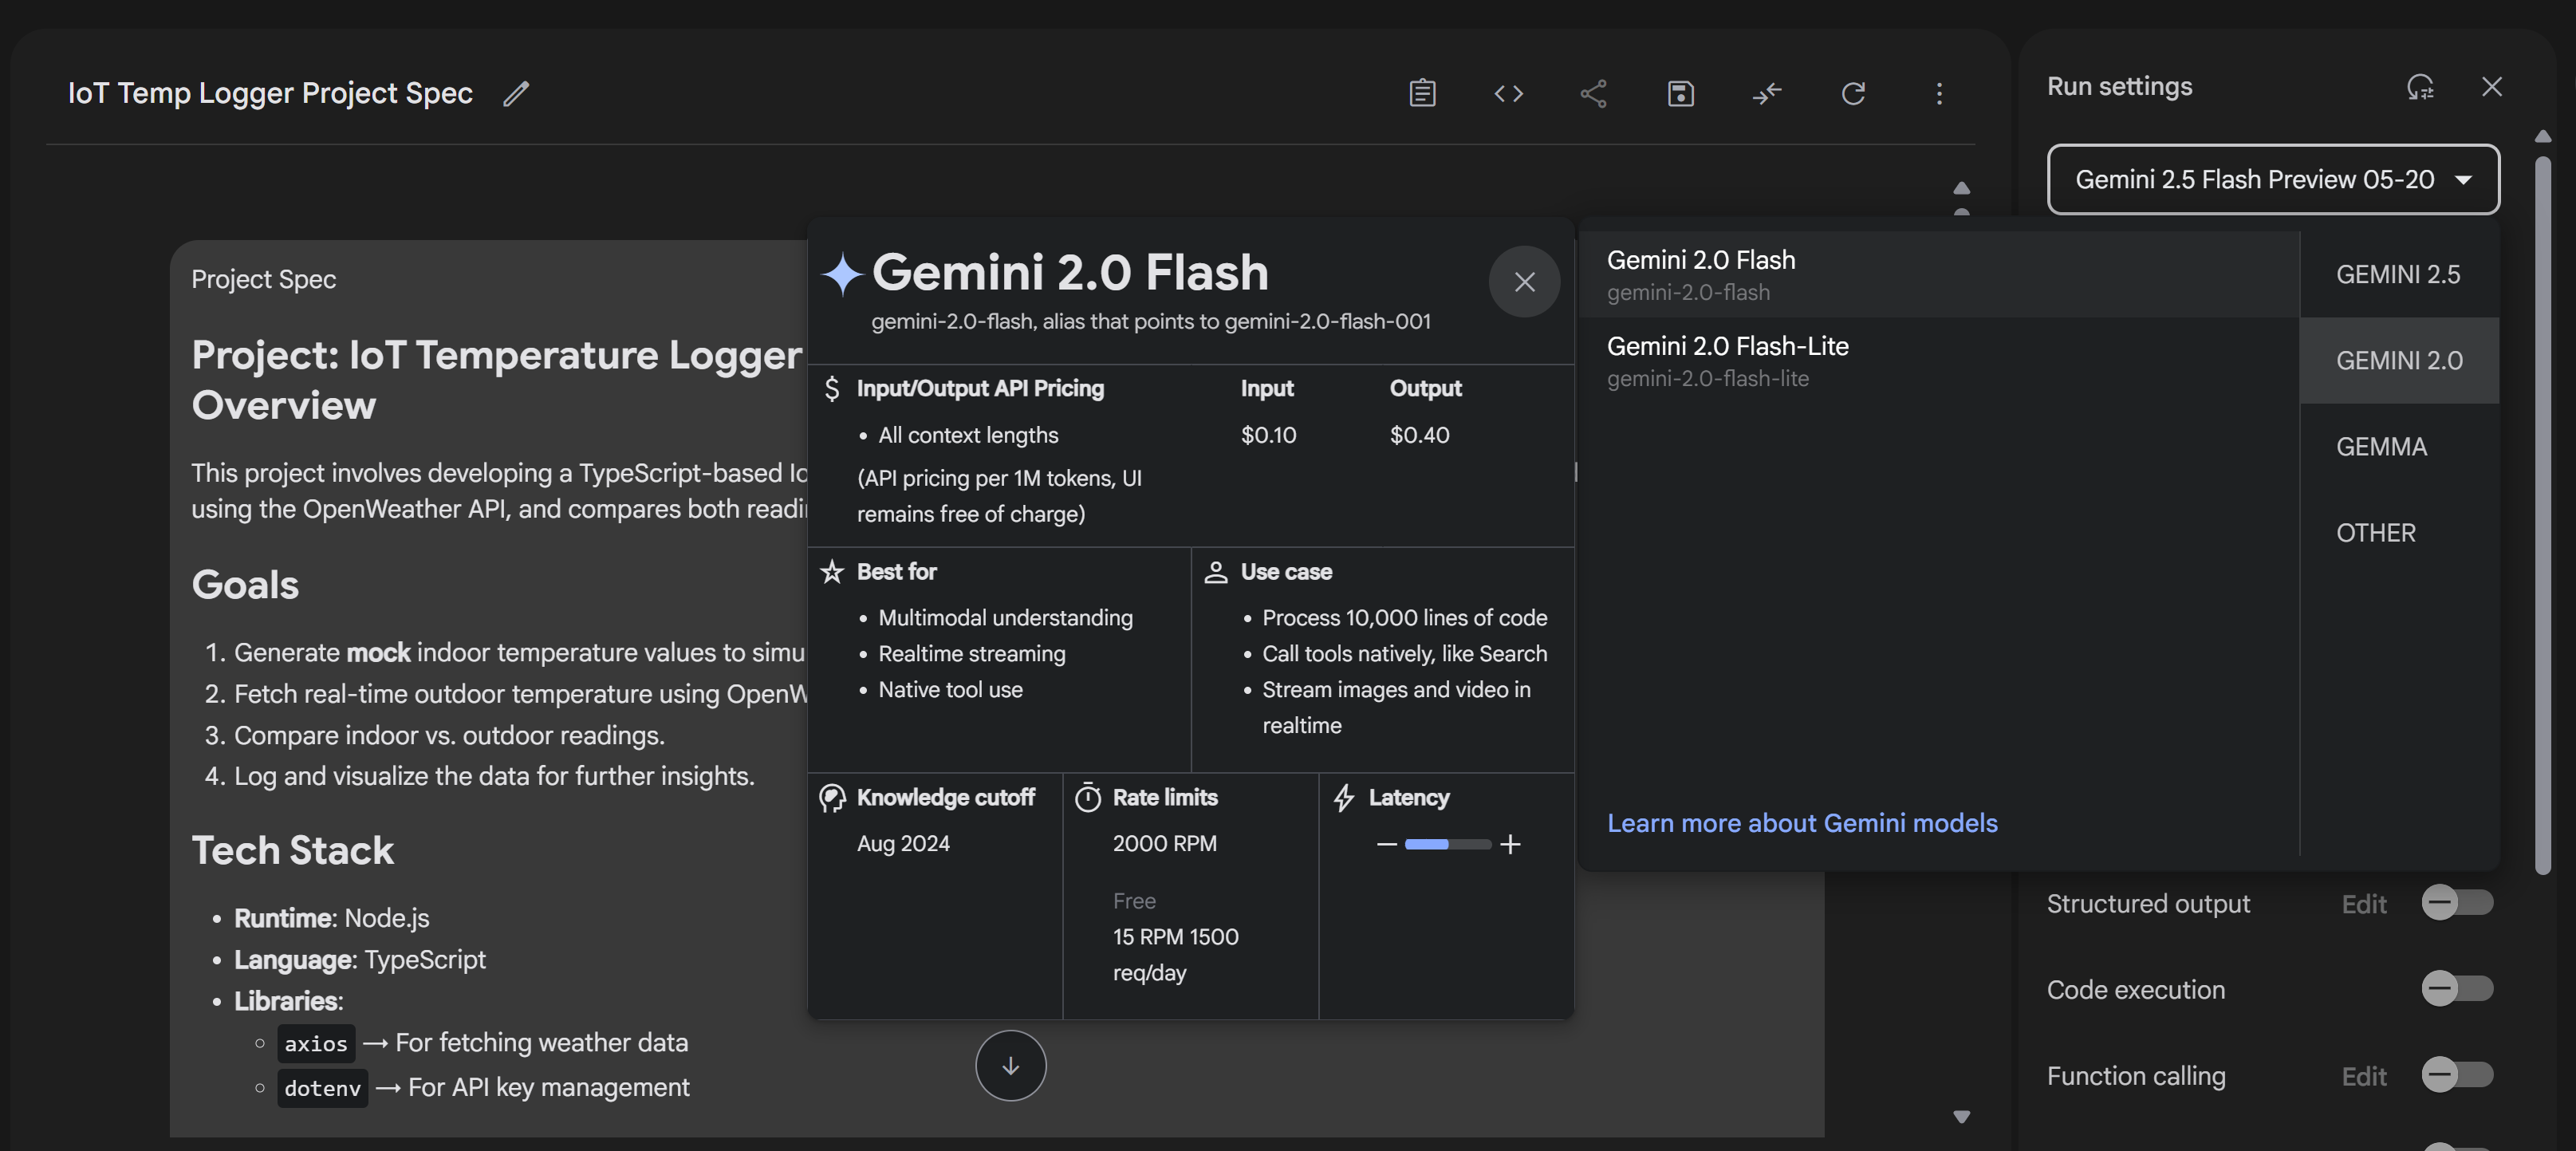 IoT Temp Logger Project Spec
Project Spec
Project: IoT Temperature Logger
Overview
This project involves developing a TypeScript-based
using the OpenWeather API, and compares both
Goals
1. Generate mock indoor temperature values to
2. Fetch real-time outdoor temperature using
3. Compare indoor vs. outdoor readings.
4. Log and visualize the data for further insights.
Tech Stack
• Runtime: Node.js
• Language: TypeScript
• Libraries:
axios → For fetching weather data
dotenv → For API key management
Gemini 2.0 Flash
gemini-2.0-flash, alias that points to gemini-2.0-flash-001
Input/Output API Pricing Input Output
• All context lengths $0.10 $0.40
(API pricing per 1M tokens, UI
remains free of charge)
Best for
• Multimodal understanding
• Realtime streaming
• Native tool use
Use case
• Process 10,000 lines of code
• Call tools natively, like Search
• Stream images and video in
realtime
Knowledge cutoff
Aug 2024
Rate limits
2000 RPM
Free
15 RPM 1500
req/day
Latency
Run settings
Gemini 2.5 Flash Preview 05-20
Gemini 2.0 Flash
gemini-2.0-flash
Gemini 2.0 Flash-Lite
gemini-2.0-flash-lite
Learn more about Gemini models
GEMINI 2.5
GEMINI 2.0
GEMMA
OTHER
Structured output Edit
Code execution
Function calling Edit